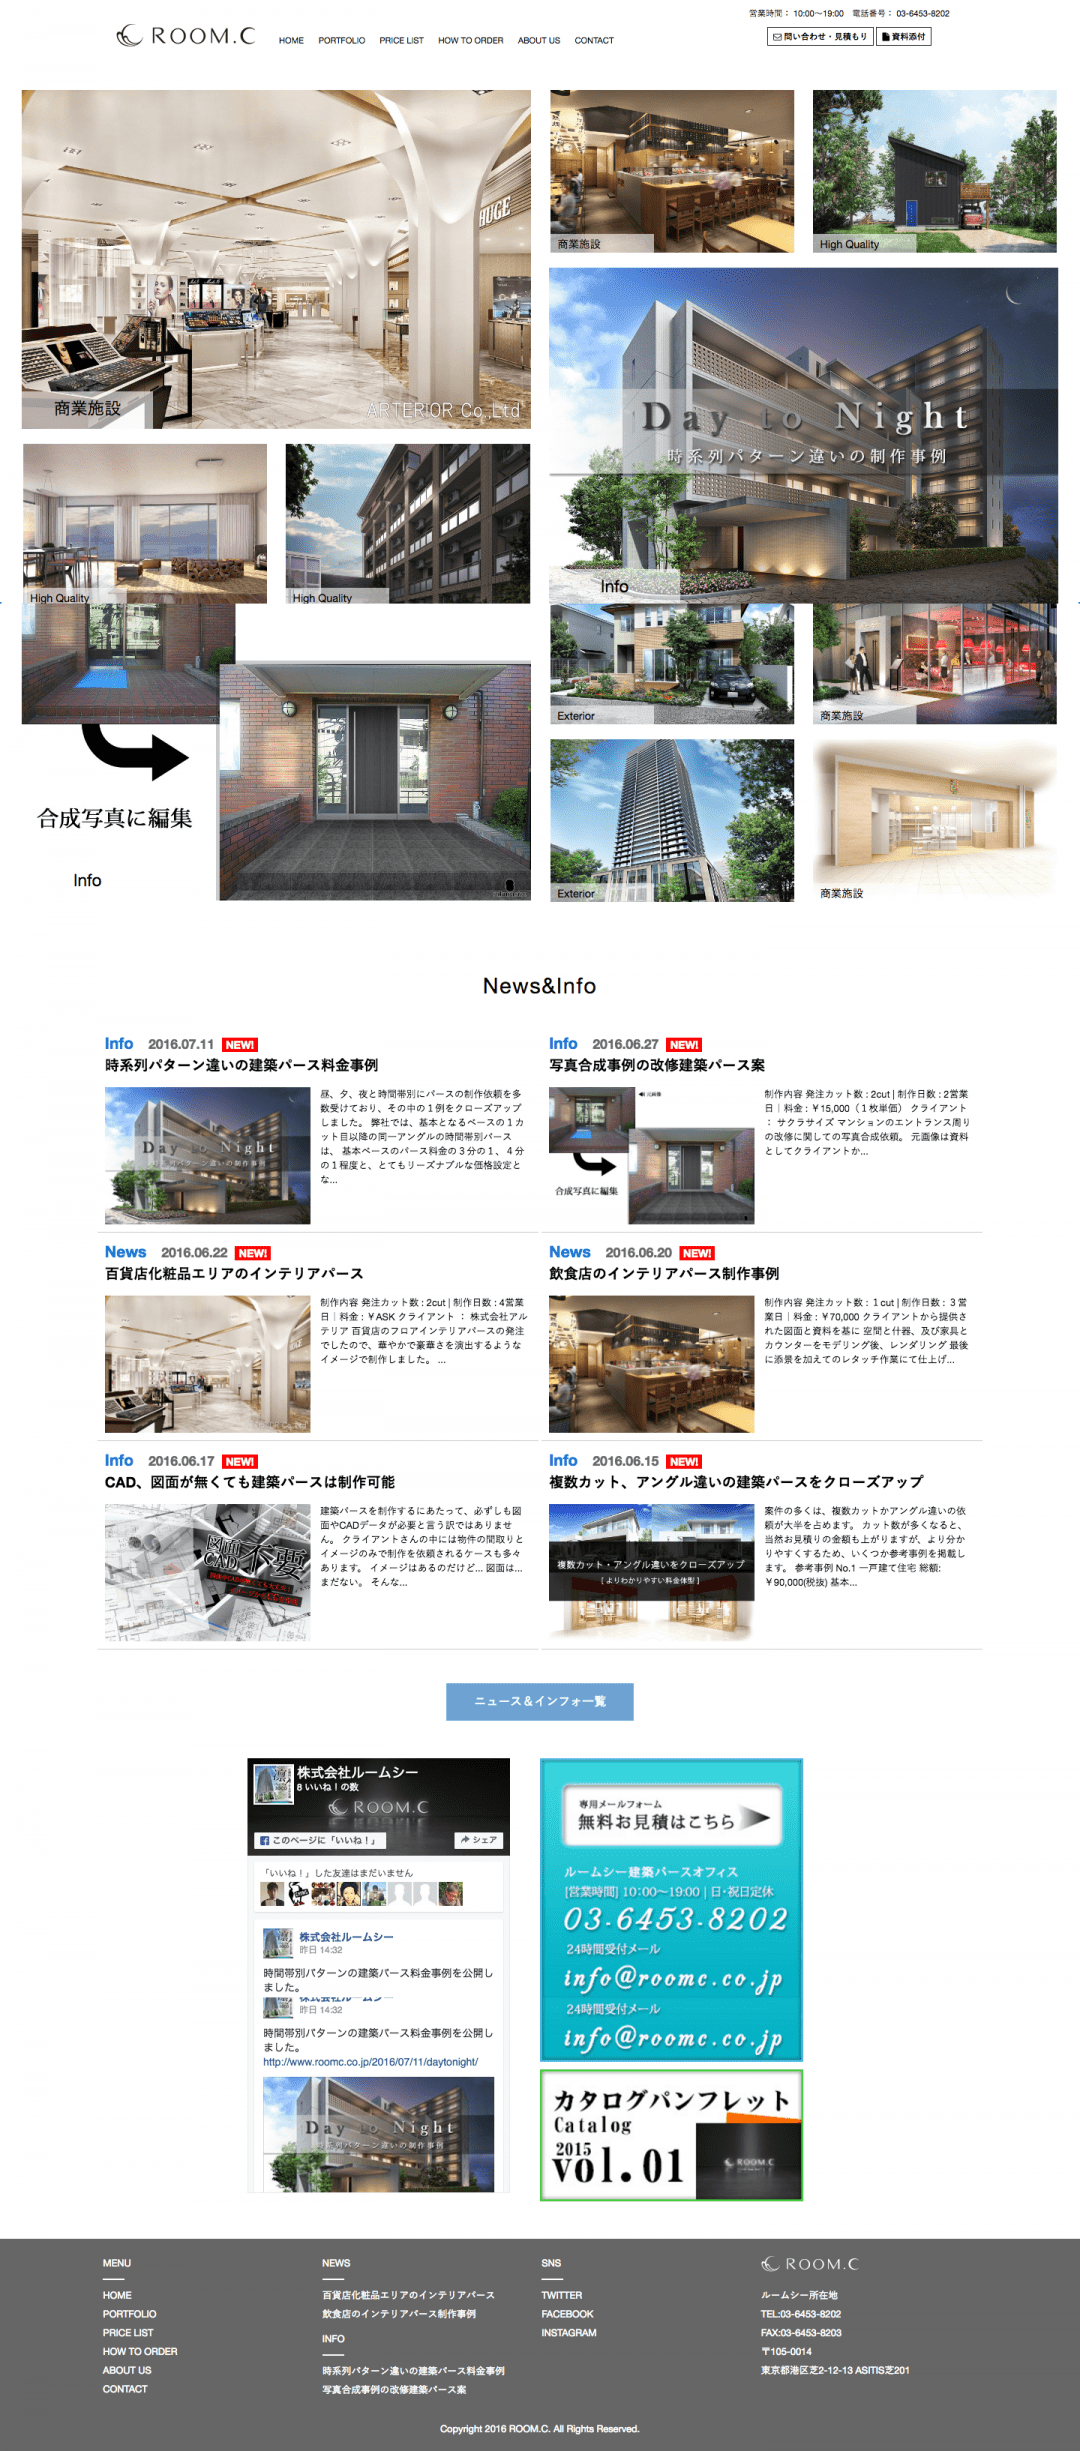 営業時間： 10:00〜19:00　電話番号： 03-6453-8202
ROOM.C
HOME PORTFOLIO PRICE LIST HOW TO ORDER ABOUT US CONTACT
問い合わせ・見積もり 資料添付
HUGE
商業施設
ARTERIOR Co.,Ltd
商業施設
High Quality
Day to Night
時系列パターン違いの制作事例
Info
High Quality
High Quality
合成写真に編集
Info
Exterior
商業施設
Exterior
商業施設
News&Info
Info 2016.07.11 NEW!
時系列パターン違いの建築パース料金事例
Day to Night
時系列パターン違いの制作事例
昼、夕、夜と時間帯別にパースの制作依頼を多
数受けており、その中の１例をクローズアップ
しました。 弊社では、基本となるベースの１カ
ット目以降の同一アングルの時間帯別パース
は、 基本ベースのパース料金の３分の１、４分
の１程度と、とてもリーズナブルな価格設定と
な...
Info 2016.06.27 NEW!
写真合成事例の改修建築パース案
元画像
合成写真に編集
制作内容 発注カット数 : 2cut | 制作日数 : 2営業
日｜料金 : ￥15,000（１枚単価） クライアント
： サクラサイズ マンションのエントランス周り
の改修に関しての写真合成依頼。 元画像は資料
としてクライアントか...
News 2016.06.22 NEW!
百貨店化粧品エリアのインテリアパース
制作内容 発注カット数 : 2cut | 制作日数 : 4営業
日｜料金 : ￥ASK クライアント ： 株式会社アル
テリア 百貨店のフロアインテリアパースの発注
でしたので、華やかで豪華さを演出するような
イメージで制作しました。 ...
News 2016.06.20 NEW!
飲食店のインテリアパース制作事例
制作内容 発注カット数 : １cut | 制作日数 : ３営
業日｜料金 : ￥70,000 クライアントから提供さ
れた図面と資料を基に 空間と什器、及び家具と
カウンターをモデリング後、レンダリング 最後
に添景を加えてのレタッチ作業にて仕上げ...
Info 2016.06.17 NEW!
CAD、図面が無くても建築パースは制作可能
図面
CAD
不要
建築パースを制作するにあたって、必ずしも図
面やCADデータが必要と言う訳ではありませ
ん。 クライアントさんの中には物件の間取りと
イメージのみで制作を依頼されるケースも多々
あります。 イメージはあるのだけど... 図面は...
まだない。 そんな...
Info 2016.06.15 NEW!
複数カット、アングル違いの建築パースをクローズアップ
複数カット・アングル違いをクローズアップ
[ よりわかりやすい料金体型 ]
案件の多くは、複数カットかアングル違いの依
頼が大半を占めます。 カット数が多くなると、
当然お見積りの金額も上がりますが、より分か
りやすくするため、いくつか参考事例を掲載し
ます。 参考事例 No.1 一戸建て住宅 総額:
￥90,000(税抜) 基本...
ニュース＆インフォ一覧
株式会社ルームシー
8 いいね！の数
ROOM.C
このページに「いいね！」 シェア
「いいね！」した友達はまだいません
株式会社ルームシー
昨日 14:32
時間帯別パターンの建築パース料金事例を公開し
ました。
株式会社ルームシー
昨日 14:32
時間帯別パターンの建築パース料金事例を公開し
ました。
http://www.roomc.co.jp/2016/07/11/daytonight/
Day to Night
時系列パターン違いの制作事例
専用メールフォーム
無料お見積はこちら
ルームシー建築パースオフィス
[営業時間] 10:00〜19:00 | 日・祝日定休
03-6453-8202
24時間受付メール
info@roomc.co.jp
24時間受付メール
info@roomc.co.jp
カタログパンフレット
Catalog
2015
vol.01
ROOM.C
MENU
HOME
PORTFOLIO
PRICE LIST
HOW TO ORDER
ABOUT US
CONTACT
NEWS
百貨店化粧品エリアのインテリアパース
飲食店のインテリアパース制作事例
INFO
時系列パターン違いの建築パース料金事例
写真合成事例の改修建築パース案
SNS
TWITTER
FACEBOOK
INSTAGRAM
ROOM.C
ルームシー所在地
TEL:03-6453-8202
FAX:03-6453-8203
〒105-0014
東京都港区芝2-12-13 ASITIS芝201
Copyright 2016 ROOM.C. All Rights Reserved.